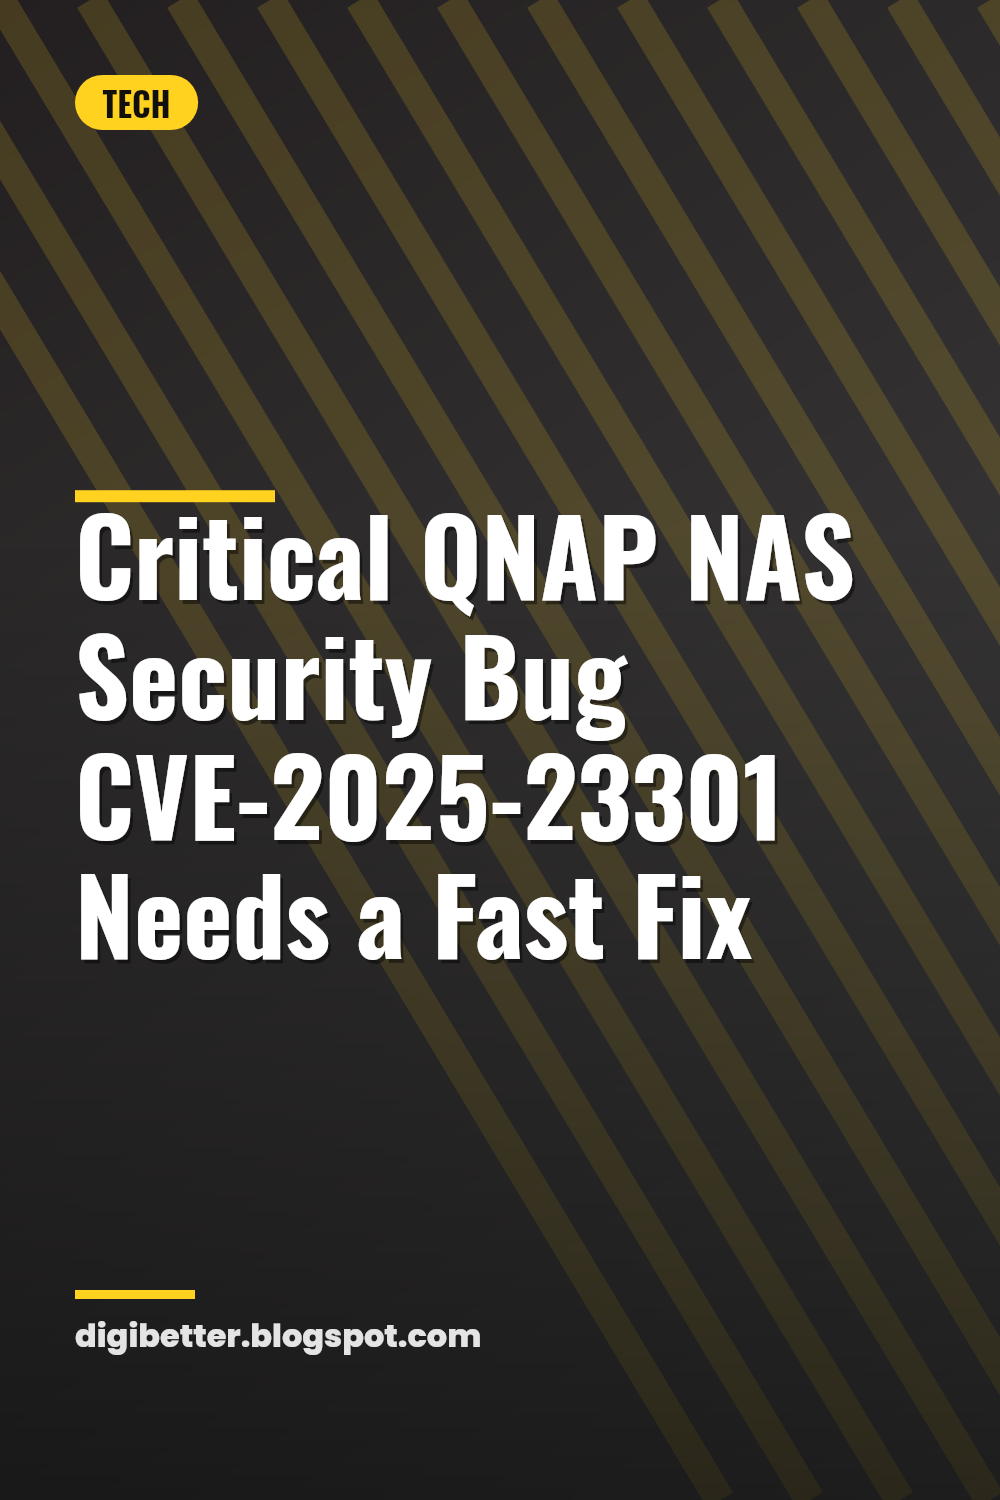 TECH
Critical QNAP NAS
Security Bug
CVE-2025-23301
Needs a Fast Fix
digibetter.blogspot.com